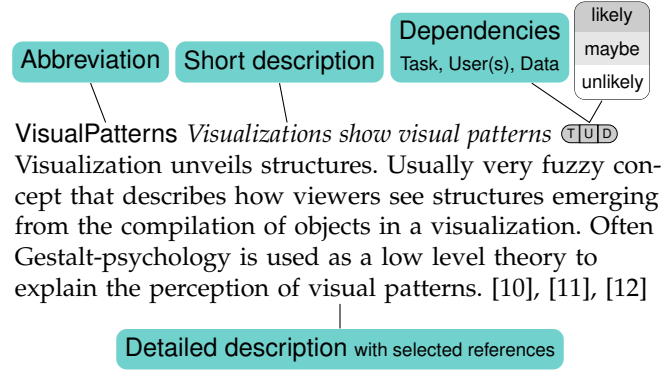 likely
Dependencies
maybe
Abbreviation Short description
Task, User(s), Data
unlikely
VisualPatterns Visualizations show visual patterns T U D
Visualization unveils structures. Usually very fuzzy con-
cept that describes how viewers see structures emerging
from the compilation of objects in a visualization. Often
Gestalt-psychology is used as a low level theory to
explain the perception of visual patterns. [10], [11], [12]
Detailed description with selected references